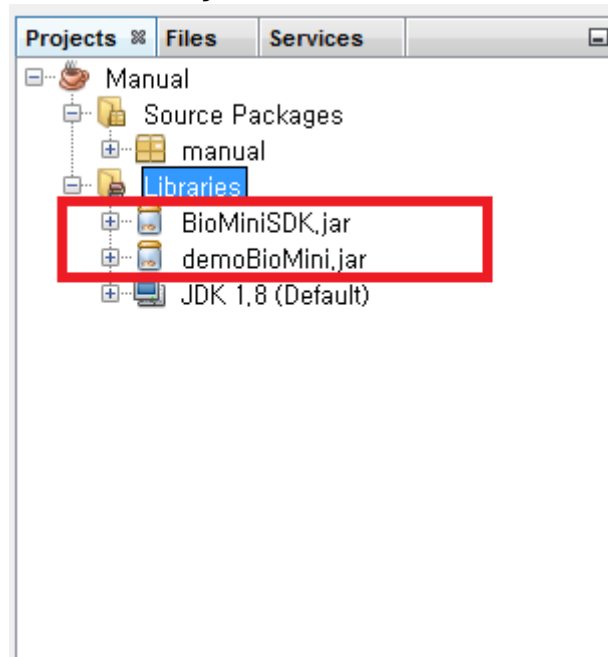 Projects Files Services
Manual
Source Packages
manual
Libraries
BioMiniSDK.jar
demoBioMini.jar
JDK 1.8 (Default)